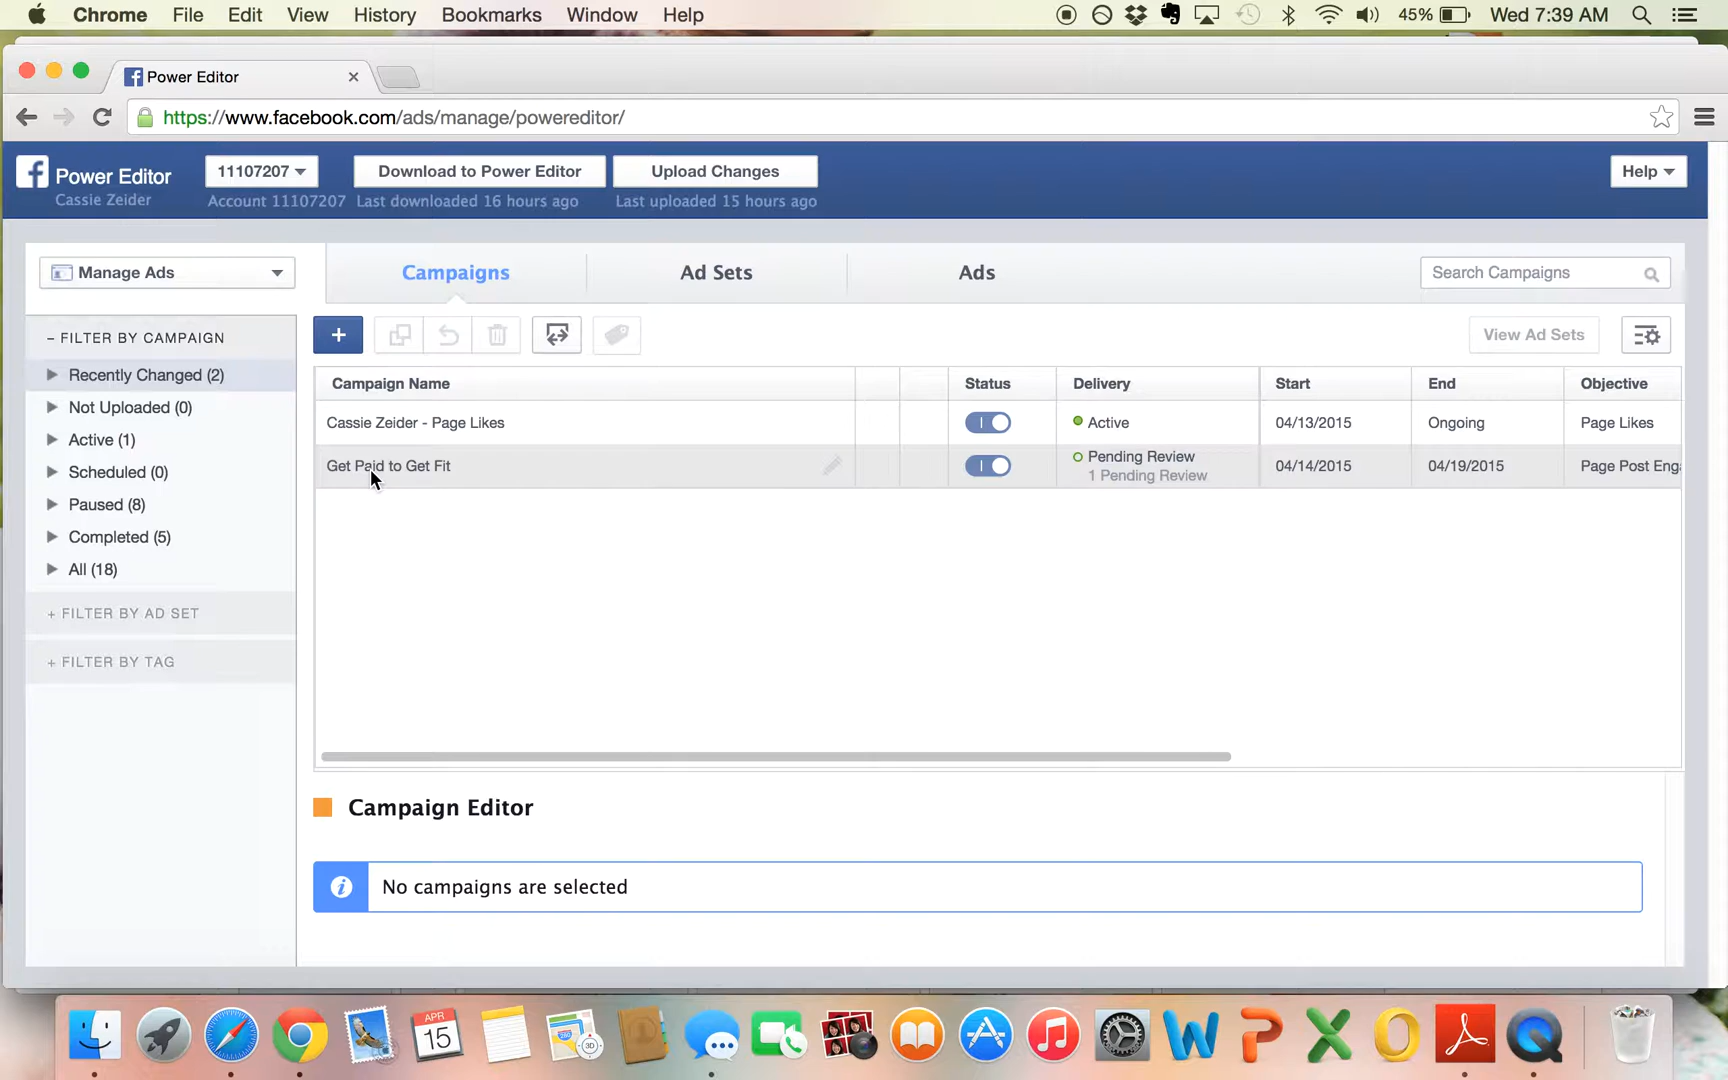 Chrome File Edit View History Bookmarks Window Help 45% Wed 7:39 AM
Power Editor
https://www.facebook.com/ads/manage/powereditor/
Power Editor 11107207 Download to Power Editor Upload Changes Help
Cassie Zeider Account 11107207 Last downloaded 16 hours ago Last uploaded 15 hours ago
Manage Ads Campaigns Ad Sets Ads Search Campaigns
– FILTER BY CAMPAIGN
Recently Changed (2)
Not Uploaded (0)
Active (1)
Scheduled (0)
Paused (8)
Completed (5)
All (18)
+ FILTER BY AD SET
+ FILTER BY TAG
+ View Ad Sets
Campaign Name Status Delivery Start End Objective
Cassie Zeider - Page Likes Active 04/13/2015 Ongoing Page Likes
Get Paid to Get Fit Pending Review 04/14/2015 04/19/2015 Page Post Eng
1 Pending Review
Campaign Editor
No campaigns are selected
APR
15
3D